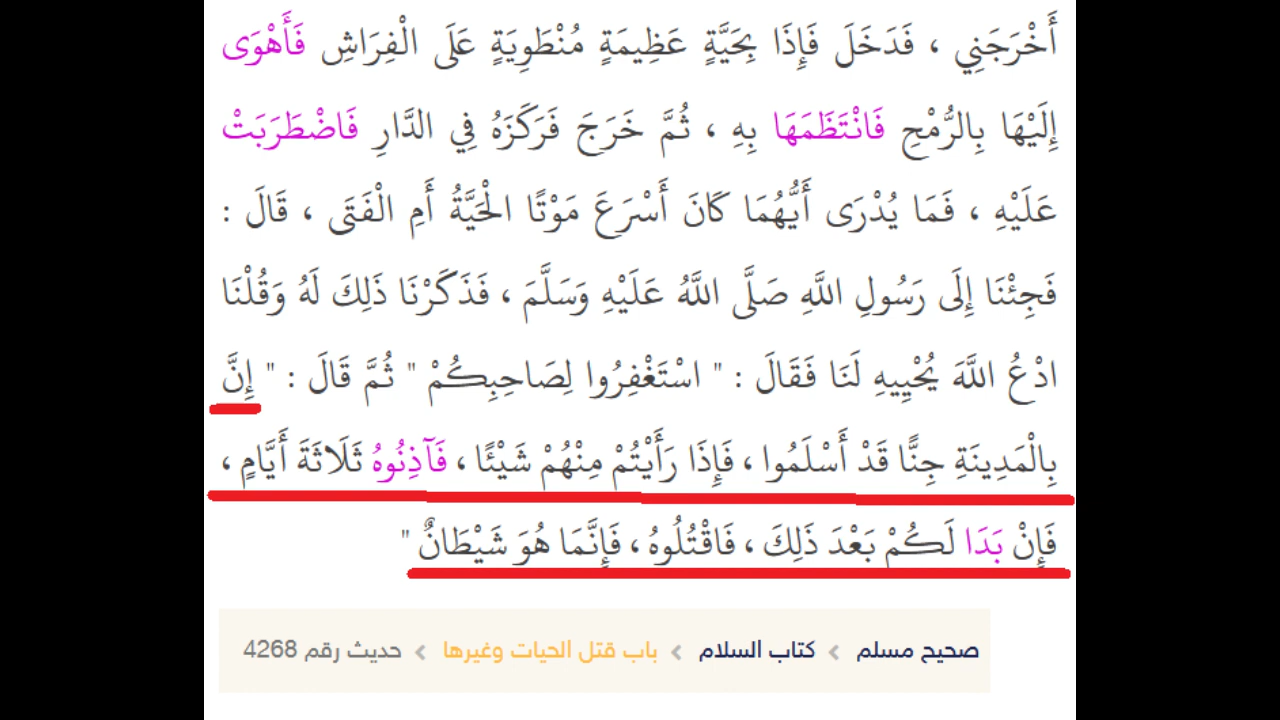 أَخْرَجَنِي ، فَدَخَلَ فَإِذَا بِحَيَّةٍ عَظِيمَةٍ مُنْطَوِيَةٍ عَلَى الْفِرَاشِ فَأَهْوَى
إِلَيْهَا بِالرُّمْحِ فَانْتَظَمَهَا بِهِ ، ثُمَّ خَرَجَ فَرَكَزَهُ فِي الدَّارِ فَاضْطَرَبَتْ
عَلَيْهِ ، فَمَا يُدْرَى أَيُّهُمَا كَانَ أَسْرَعَ مَوْتًا الْحَيَّةُ أَمِ الْفَتَى ، قَالَ :
فَجِئْنَا إِلَى رَسُولِ اللَّهِ صَلَّى اللَّهُ عَلَيْهِ وَسَلَّمَ ، فَذَكَرْنَا ذَلِكَ لَهُ وَقُلْنَا
ادْعُ اللَّهَ يُحْيِيهِ لَنَا فَقَالَ : " اسْتَغْفِرُوا لِصَاحِبِكُمْ " ثُمَّ قَالَ : " إِنَّ
بِالْمَدِينَةِ جِنًّا قَدْ أَسْلَمُوا ، فَإِذَا رَأَيْتُمْ مِنْهُمْ شَيْئًا ، فَآذِنُوهُ ثَلَاثَةَ أَيَّامٍ ،
فَإِنْ بَدَا لَكُمْ بَعْدَ ذَلِكَ ، فَاقْتُلُوهُ ، فَإِنَّمَا هُوَ شَيْطَانٌ "
صحيح مسلم › كتاب السلام › باب قتل الحيات وغيرها › حديث رقم 4268